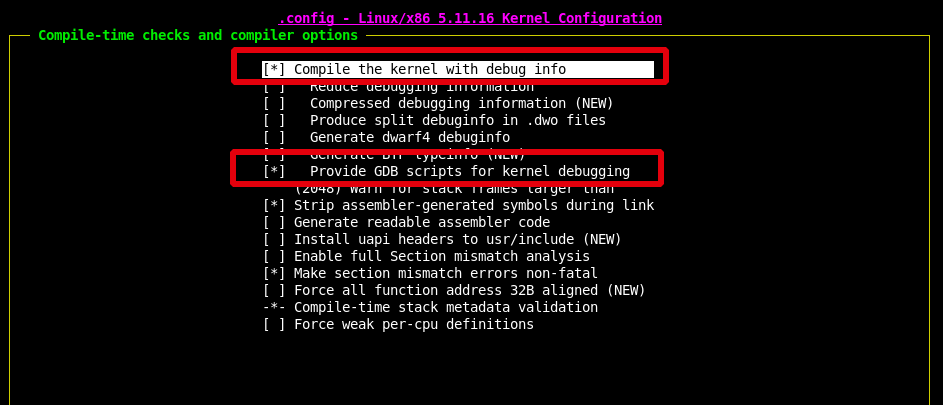 .config - Linux/x86 5.11.16 Kernel Configuration
Compile-time checks and compiler options
[*] Compile the kernel with debug info
[ ]   Reduce debugging information
[ ]   Compressed debugging information (NEW)
[ ]   Produce split debuginfo in .dwo files
[ ]   Generate dwarf4 debuginfo
[ ]   Generate BTF typeinfo (NEW)
[*]   Provide GDB scripts for kernel debugging
(2048) Warn for stack frames larger than
[*] Strip assembler-generated symbols during link
[ ] Generate readable assembler code
[ ] Install uapi headers to usr/include (NEW)
[ ] Enable full Section mismatch analysis
[*] Make section mismatch errors non-fatal
[ ] Force all function address 32B aligned (NEW)
-*- Compile-time stack metadata validation
[ ] Force weak per-cpu definitions